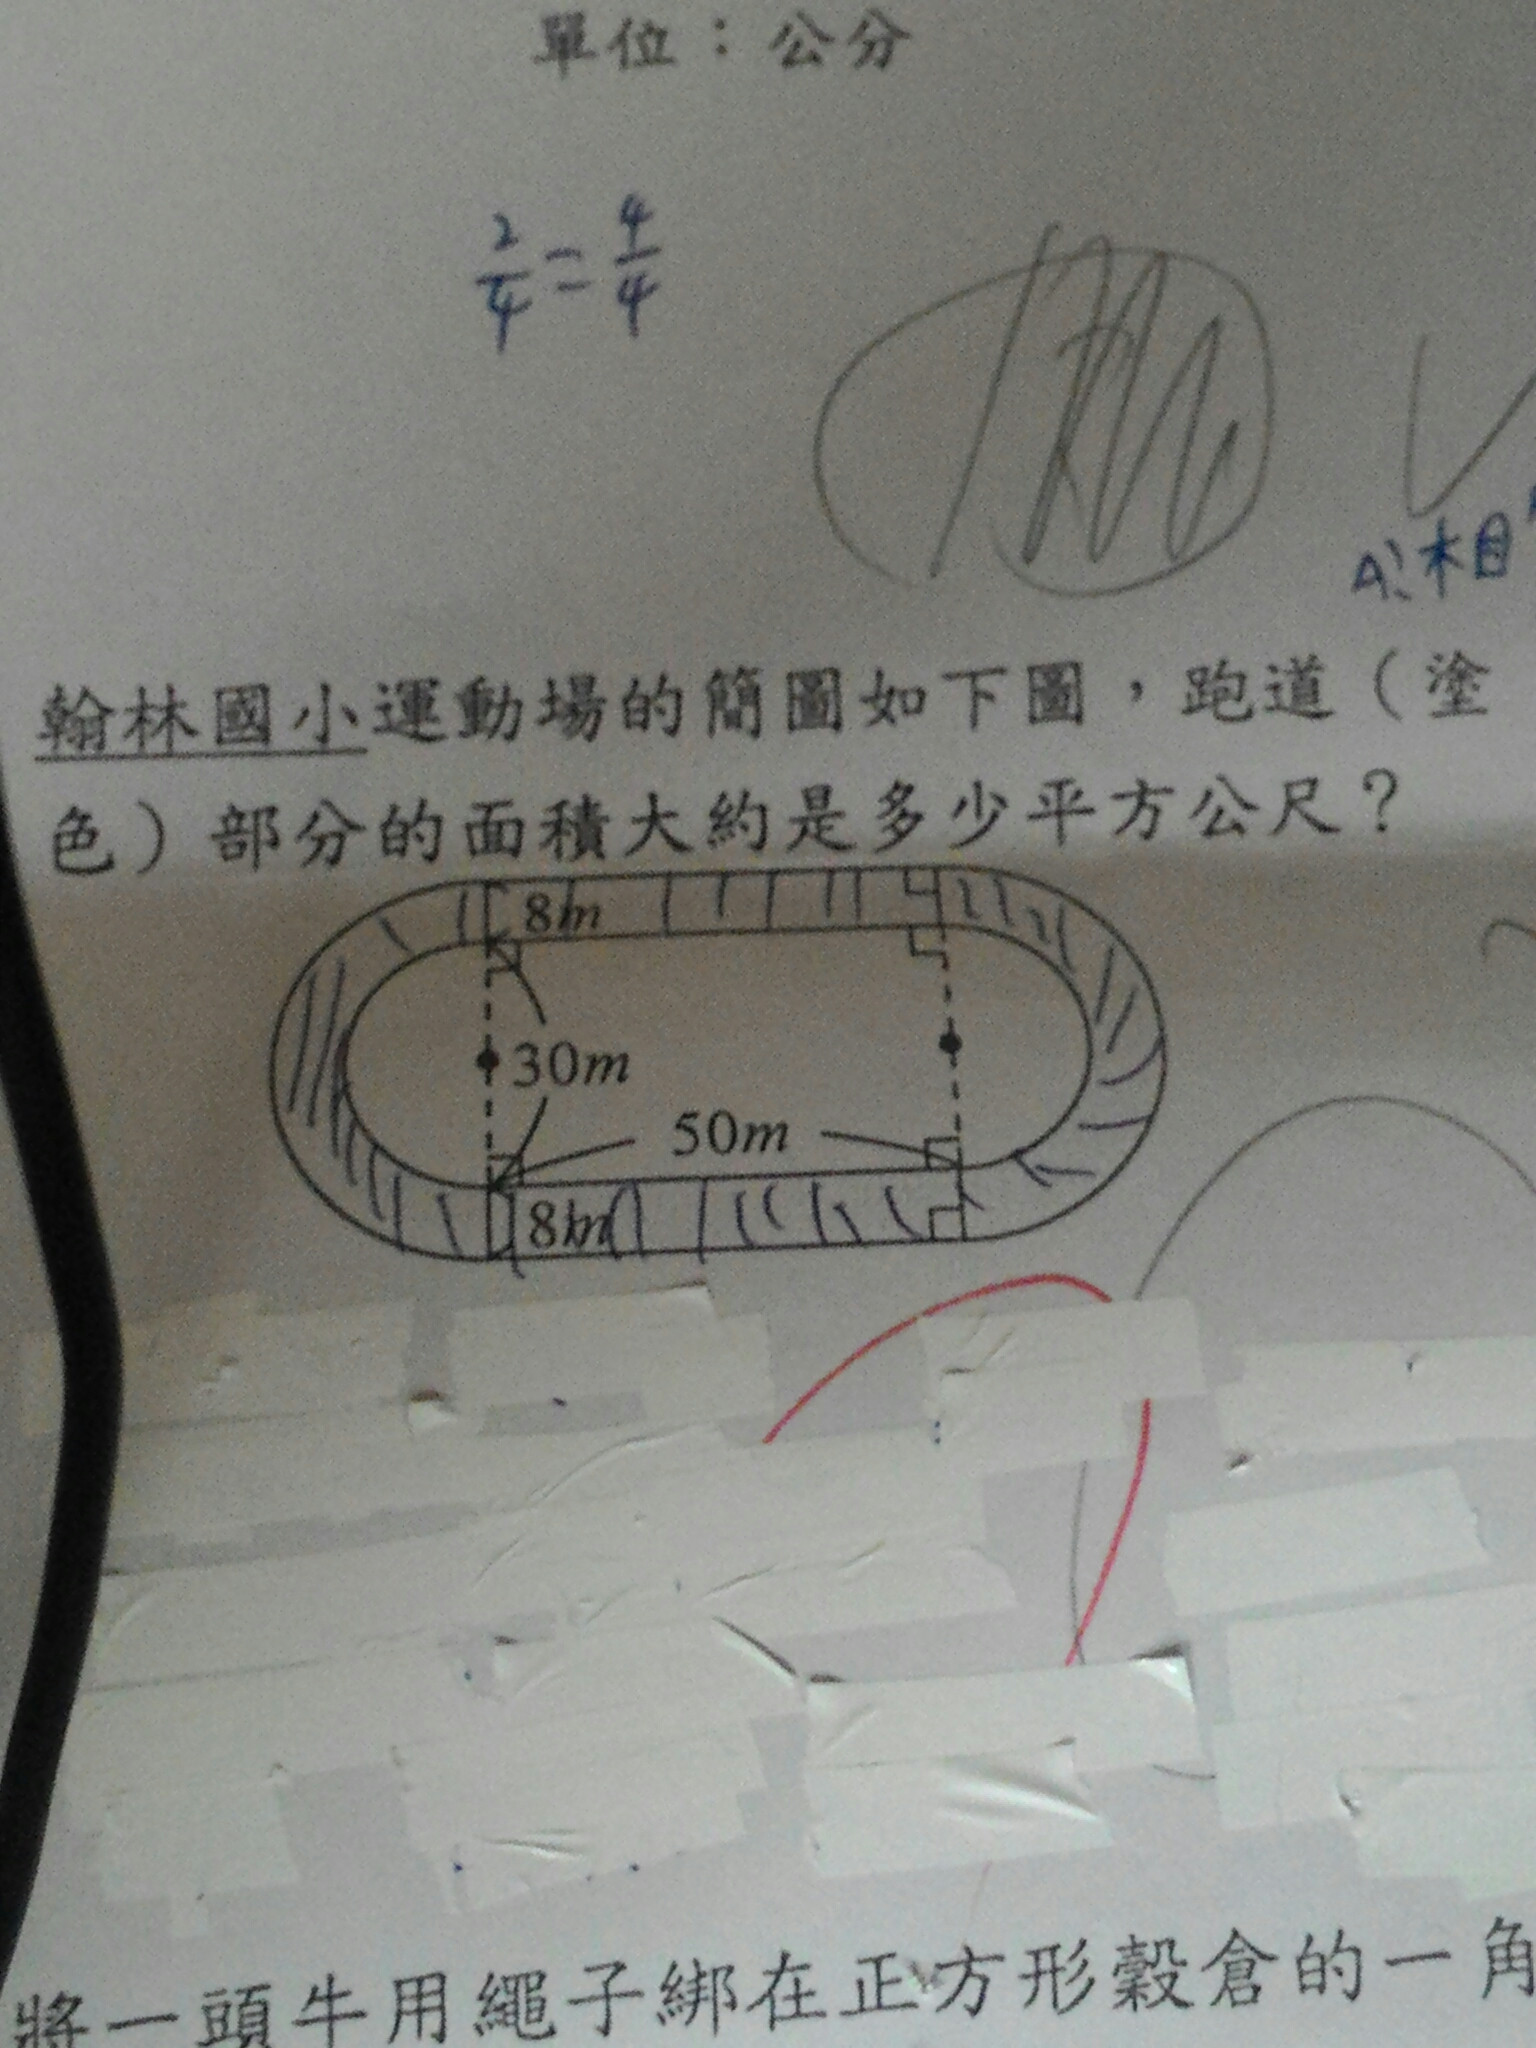 單位：公分
2/4=4/4
翰林國小運動場的簡圖如下圖，跑道（塗
色）部分的面積大約是多少平方公尺？
8m
30m
50m
8m
將一頭牛用繩子綁在正方形穀倉的一角